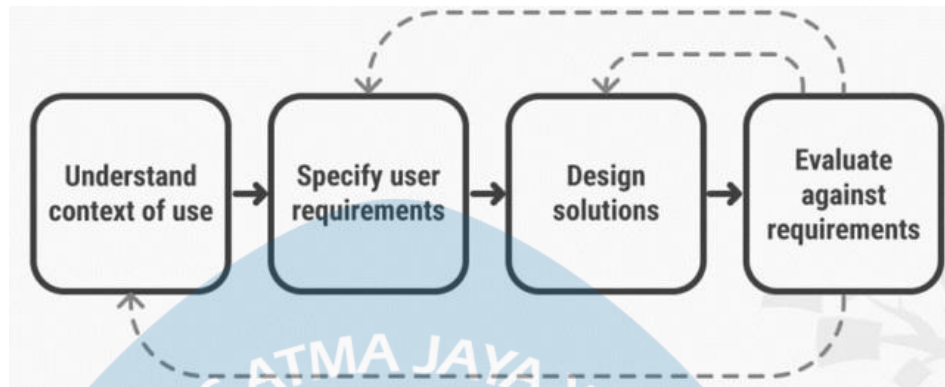 Understand
context of use
Specify user
requirements
Design
solutions
Evaluate
against
requirements
ATMA JAYA